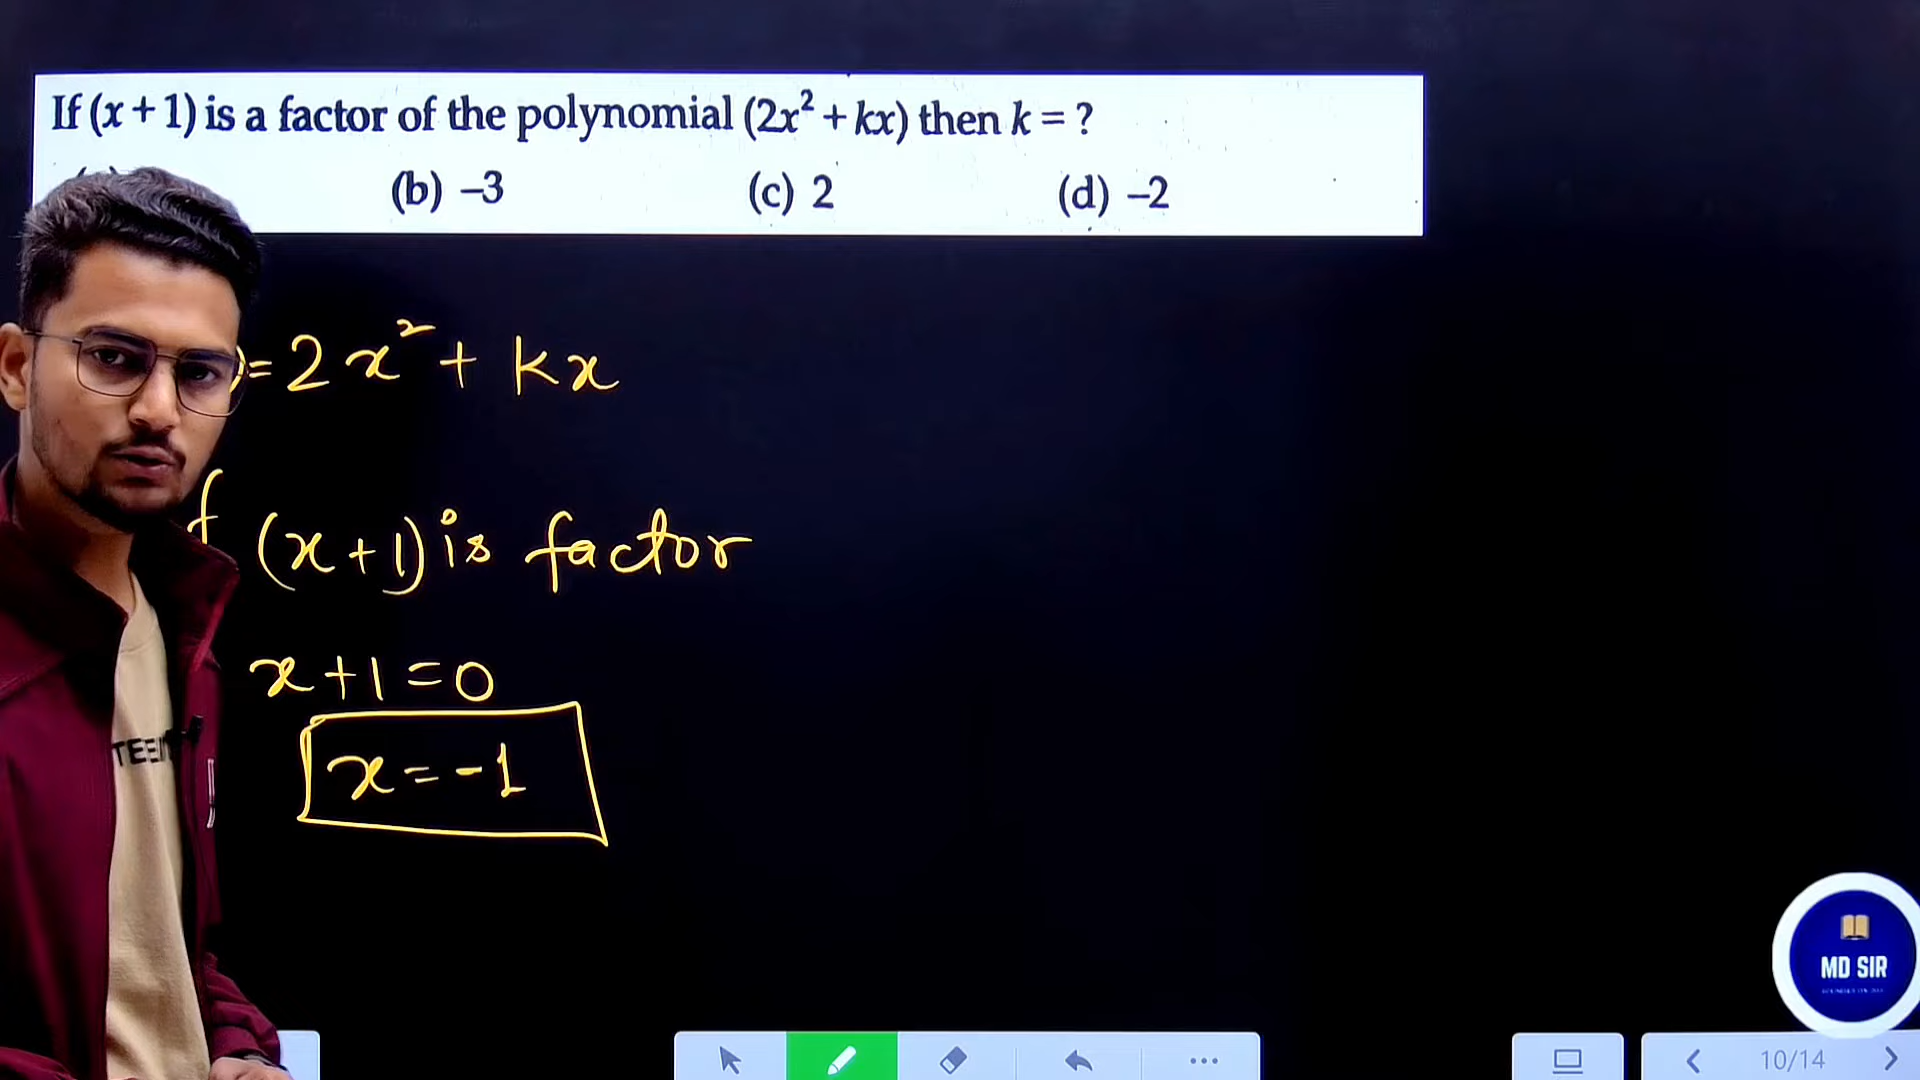 If (x + 1) is a factor of the polynomial (2x² + kx) then k = ?
(b) –3 (c) 2 (d) –2
) = 2x² + kx
f (x+1) is factor
x+1=0
x=-1
MD SIR
10/14